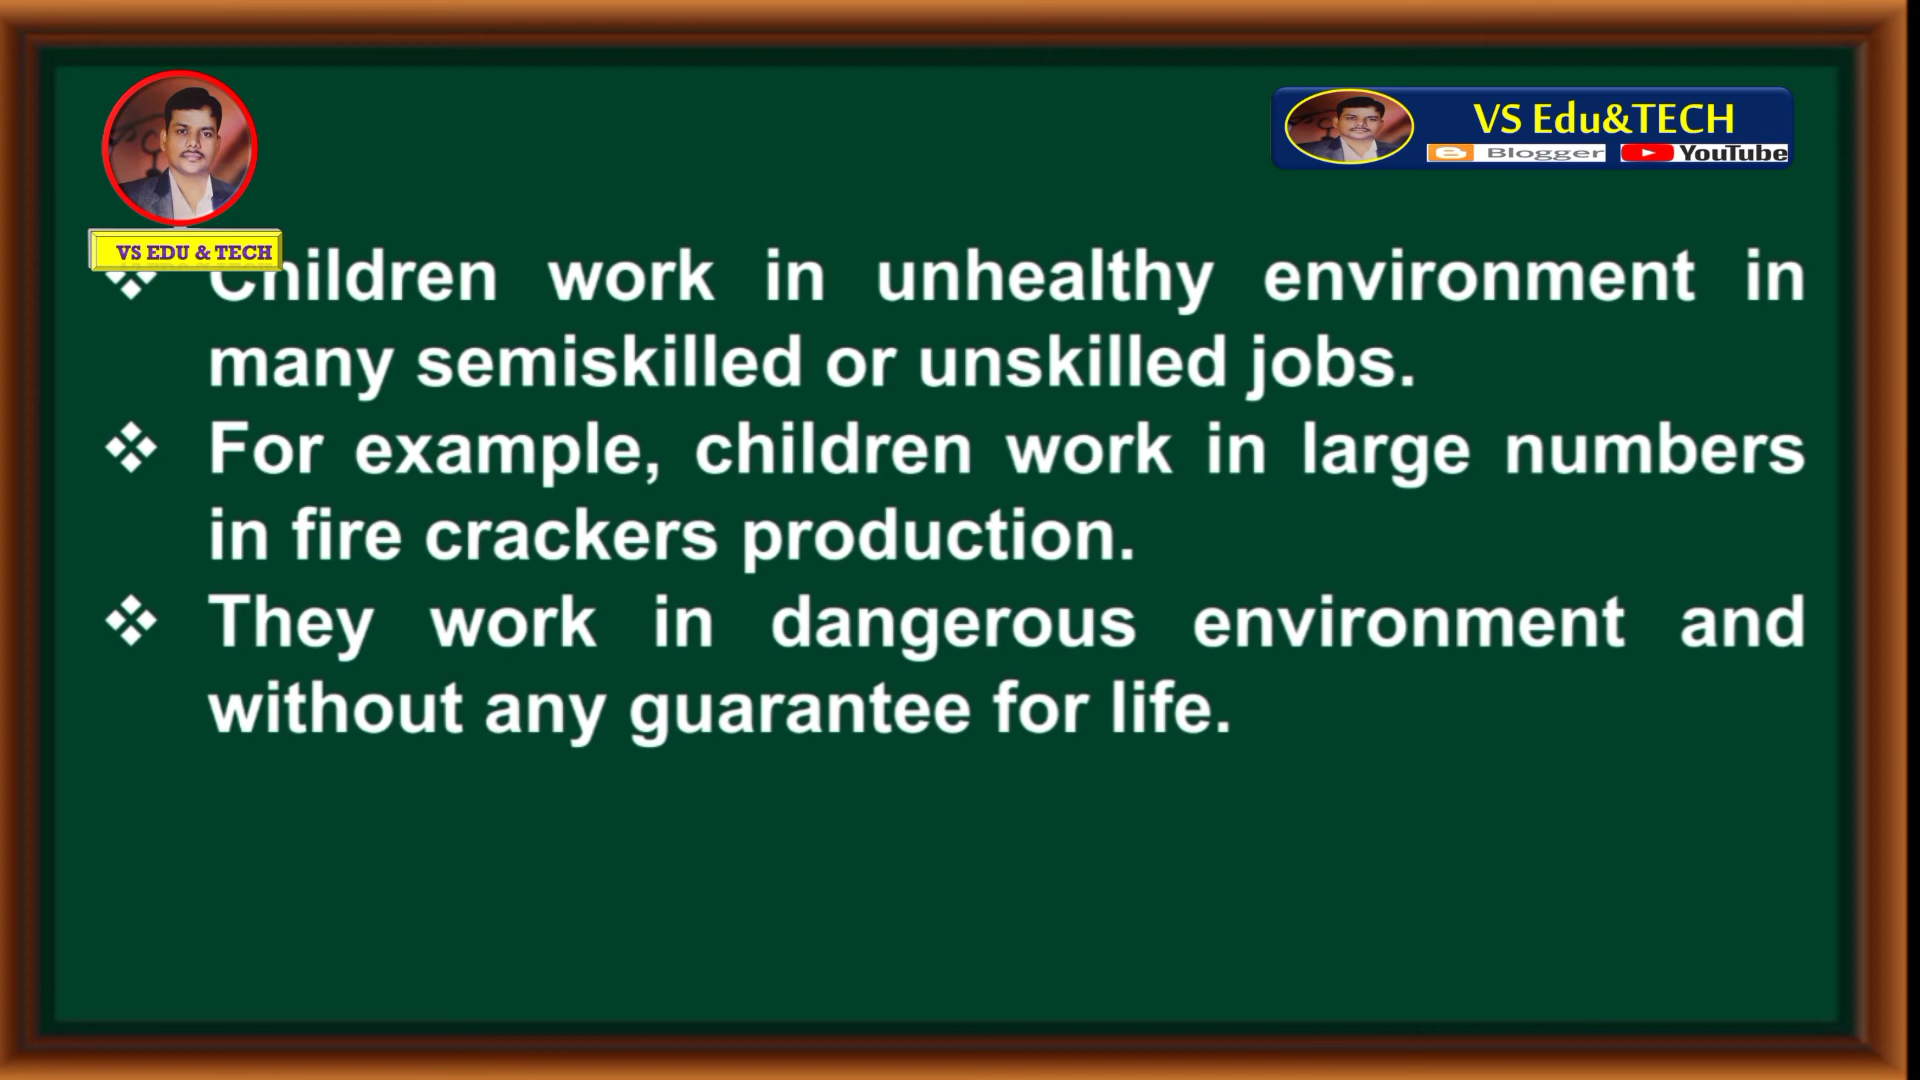 VS Edu&TECH
Blogger YouTube
VS EDU & TECH
Children work in unhealthy environment in
many semiskilled or unskilled jobs.
For example, children work in large numbers
in fire crackers production.
They work in dangerous environment and
without any guarantee for life.